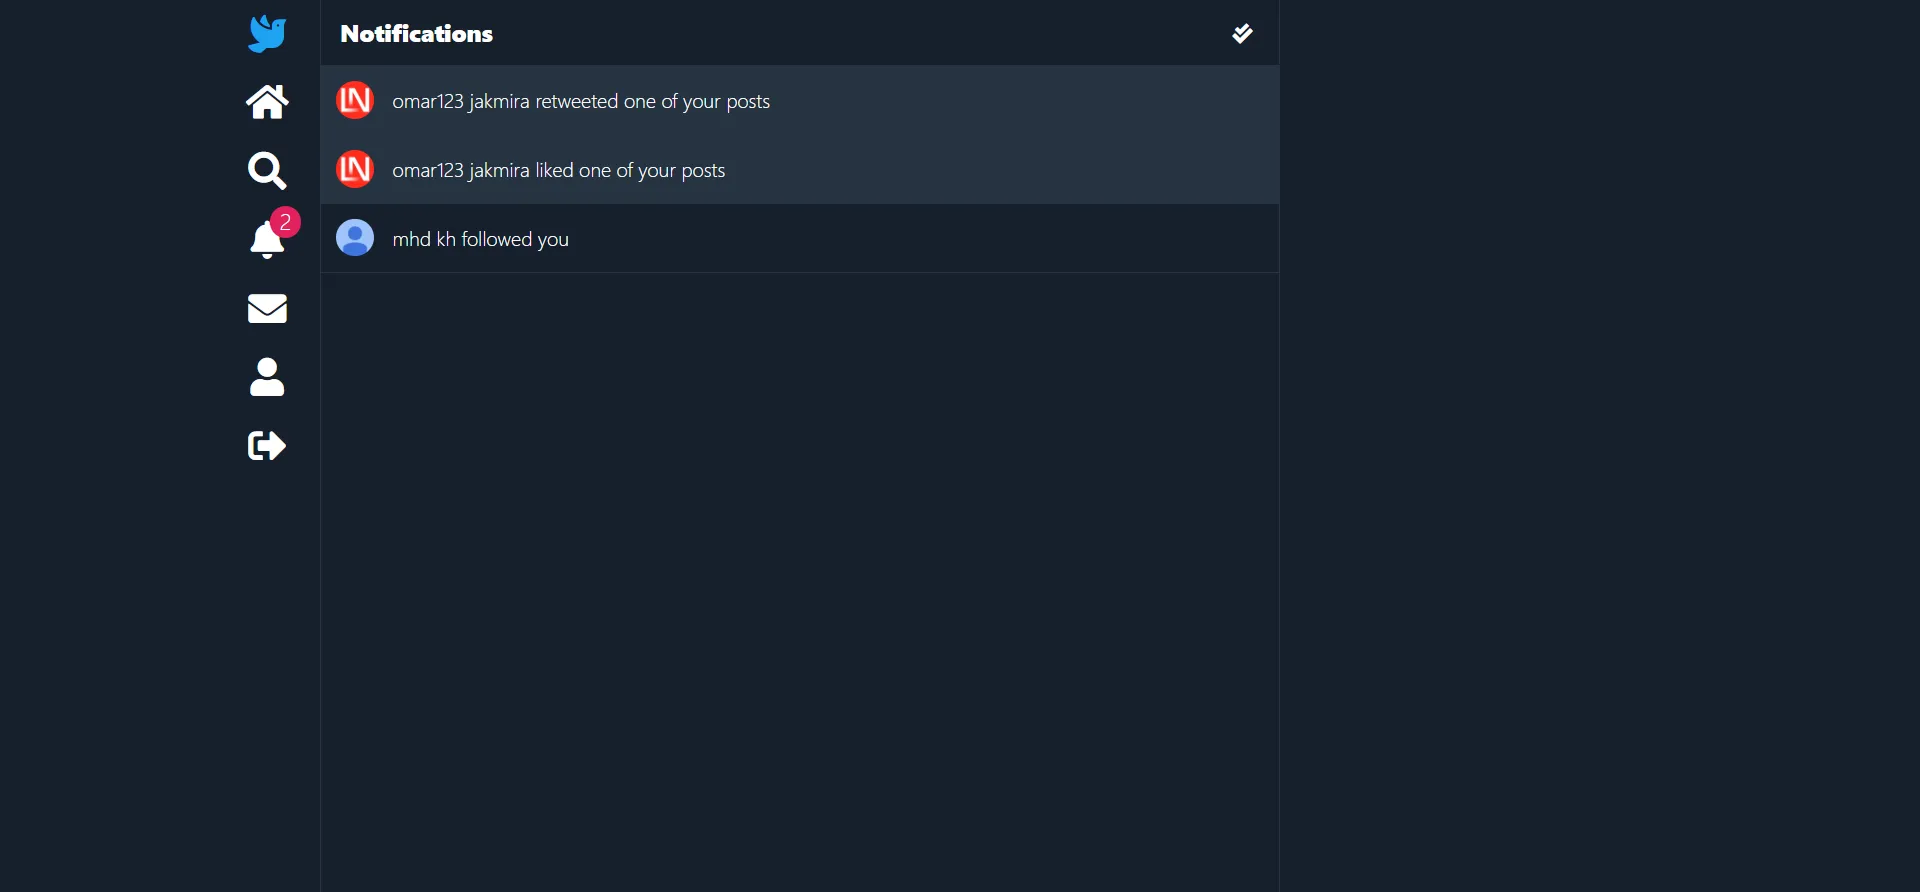 Notifications
LN omar123 jakmira retweeted one of your posts
LN omar123 jakmira liked one of your posts
2
mhd kh followed you